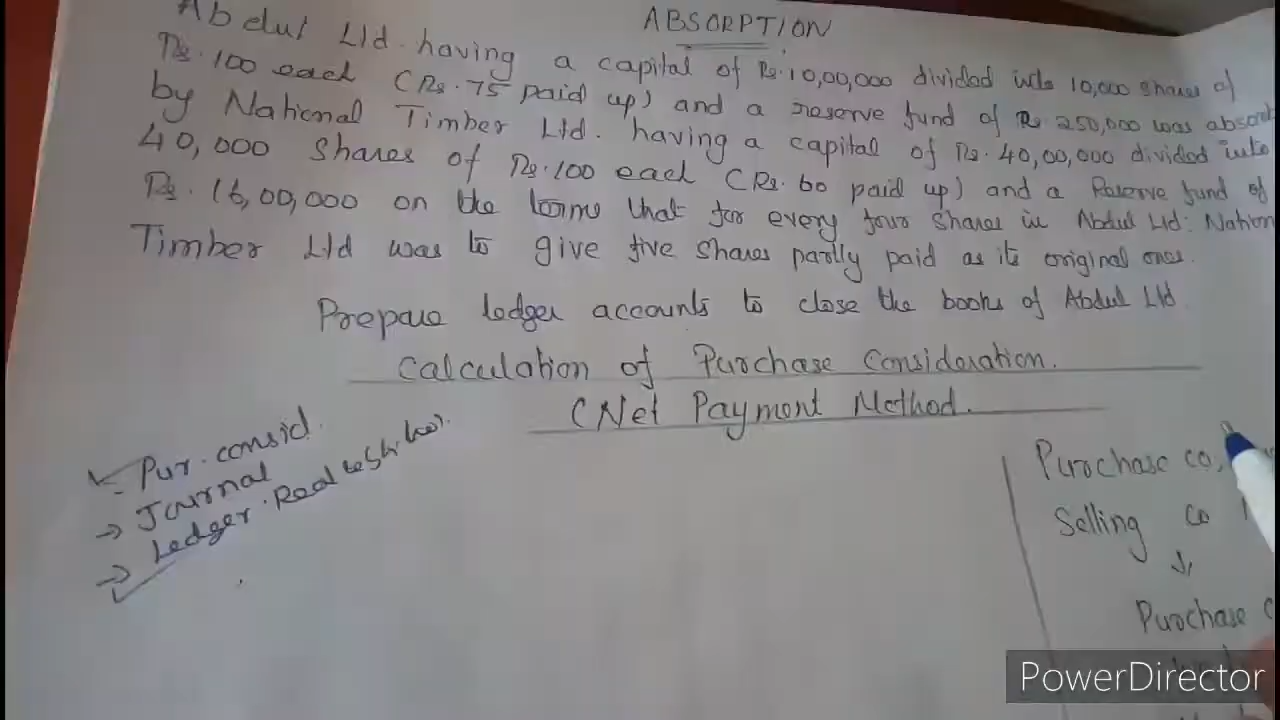 ABSORPTION
Abdul Ltd. having a capital of Rs. 10,00,000 divided into 10,000 shares of
Rs. 100 each (Rs. 75 paid up) and a reserve fund of Rs 250,000 was absorb
by National Timber Ltd. having a capital of Rs. 40,00,000 divided into
40,000 shares of Rs. 100 each (Rs. 60 paid up) and a Reserve fund of
Rs. 16,00,000 on the terms that for every four shares in Abdul Ltd. Nation
Timber Ltd was to give five shares partly paid as its original ones.
Prepare ledger accounts to close the books of Abdul Ltd.
Calculation of Purchase Consideration.
(Net Payment Method.
Pur. consid.
→ Journal
→ Ledger.
Purchase co,
Selling co
Purchase
PowerDirector